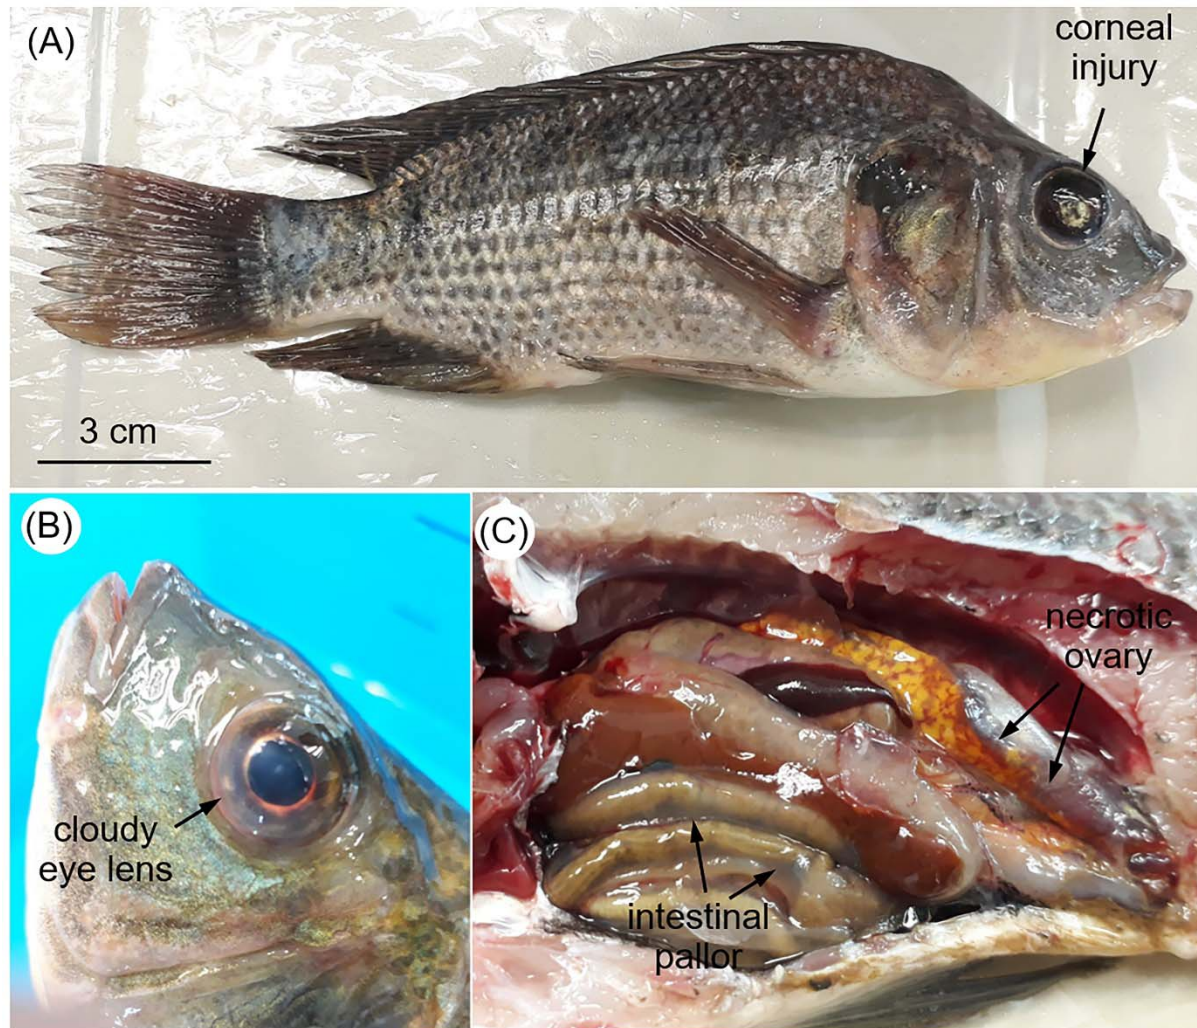 (A)
corneal
injury
3 cm
(B)
cloudy
eye lens
(C)
necrotic
ovary
intestinal
pallor